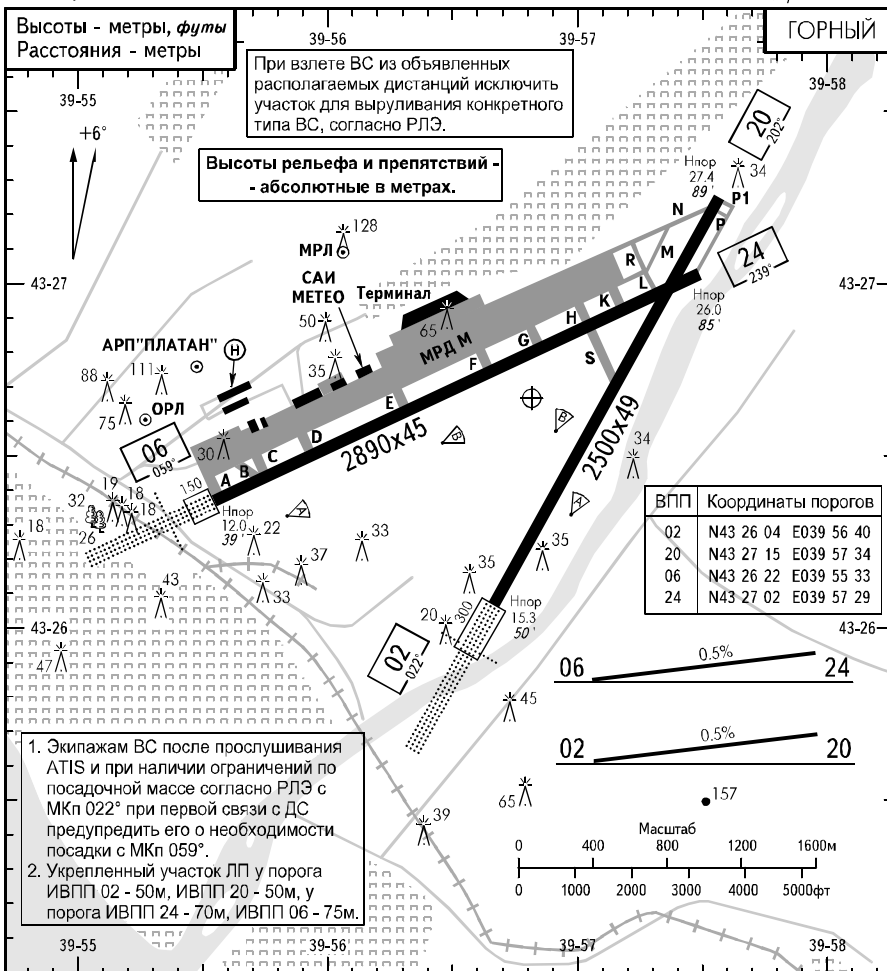 Высоты - метры, футы
Расстояния - метры
ГОРНЫЙ
39-55
39-56
39-57
39-58
При взлете ВС из объявленных
располагаемых дистанций исключить
участок для выруливания конкретного
типа ВС, согласно РЛЭ.
+6°
Высоты рельефа и препятствий -
- абсолютные в метрах.
20
202°
Нпор
27.4
89'
34
P1
N
P
128
МРЛ
M
R
24
239°
43-27
43-27
САИ
МЕТЕО
Терминал
L
K
Нпор
26.0
85'
50
65
H
АРП"ПЛАТАН"
H
МРД М
G
S
35
F
88
111
E
75
ОРЛ
D
2890x45
B
B
2500x49
06
059°
30
C
B
A
34
150
19
18
18
32
26
18
Нпор
12.0
39'
A
A
22
33
35
35
37
33
43
ВПП Координаты порогов
02 N43 26 04 E039 56 40
20 N43 27 15 E039 57 34
06 N43 26 22 E039 55 33
24 N43 27 02 E039 57 29
300
Нпор
15.3
50'
20
43-26
43-26
02
022°
47
06 0.5% 24
45
02 0.5% 20
1. Экипажам ВС после прослушивания
ATIS и при наличии ограничений по
посадочной массе согласно РЛЭ с
МКп 022° при первой связи с ДС
предупредить его о необходимости
посадки с МКп 059°.
2. Укрепленный участок ЛП у порога
ИВПП 02 - 50м, ИВПП 20 - 50м, у
порога ИВПП 24 - 70м, ИВПП 06 - 75м.
65
157
39
Масштаб
0 400 800 1200 1600м
0 1000 2000 3000 4000 5000фт
39-55
39-56
39-57
39-58